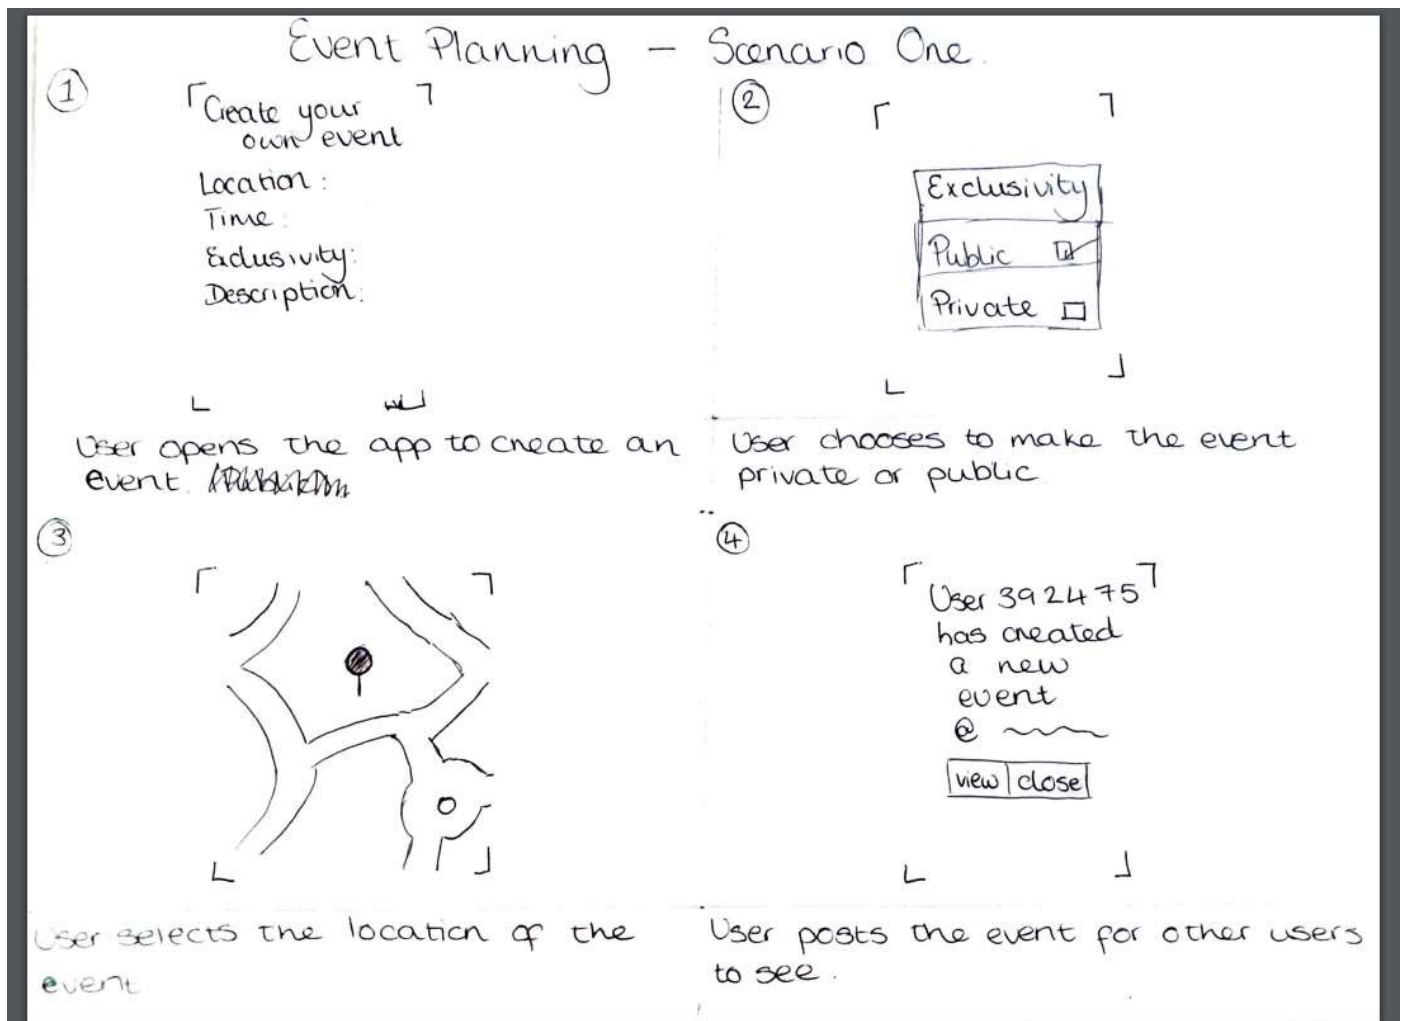 Event Planning — Scenario One.
1
Create your
own event
Location :
Time :
Exclusivity:
Description:
User opens the app to create an
event.
2
Exclusivity
Public
Private
User chooses to make the event
private or public
3
User selects the location of the
event
4
User 392475
has created
a new
event
@
view close
User posts the event for other users
to see.